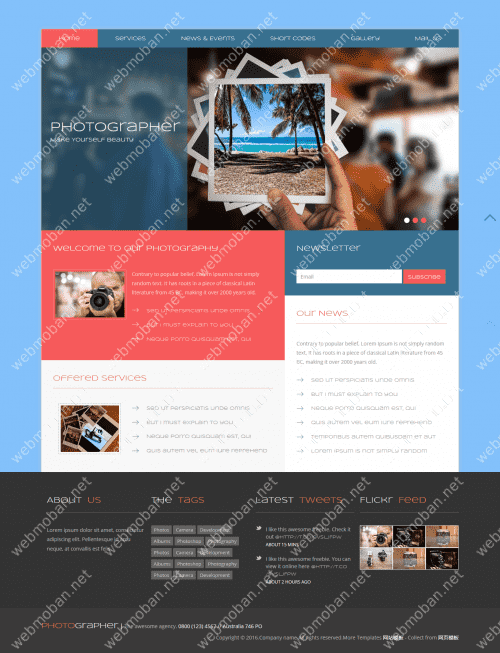 Home Services News & Events Short Codes Gallery Mail Us
Photographer
Make Yourself Beauty
Welcome to Our Photography
Contrary to popular belief, Lorem Ipsum is not simply
random text. It has roots in a piece of classical Latin
literature from 45 BC, making it over 2000 years old.
Sed ut perspiciatis unde omnis
But I must explain to you
Neque porro quisquam est, qui
Offered Services
Sed ut perspiciatis unde omnis
But I must explain to you
Neque porro quisquam est, qui
Quis autem vel eum iure reprehend
Newsletter
Email
Subscribe
Our News
Contrary to popular belief, Lorem Ipsum is not simply random
text. It has roots in a piece of classical Latin literature from 45
BC, making it over 2000 years old.
Sed ut perspiciatis unde omnis
But I must explain to you
Neque porro quisquam est, qui
Quis autem vel eum iure reprehend
Temporibus autem quibusdam et aut
Lorem Ipsum is not simply random
About Us
Lorem ipsum dolor sit amet, consectetur
adipiscing elit. Pellentesque
neque, at convallis est
The Tags
Photos Camera Development
Albums Photoshop Photography
Photos Camera Development
Albums Photoshop Photography
Photos Camera Development
Latest Tweets
I like this awesome freebie. Check it
out
ABOUT 15 MINS
I like this awesome freebie. You can
view it online here
ABOUT 2 HOURS AGO
Flickr Feed
Photographer
awesome agency. 0800 (123) 4567 // Australia 746 PO
Copyright © 2016.Company name All rights reserved.More Templates 网站模板 - Collect from 网页模板
webmoban.net